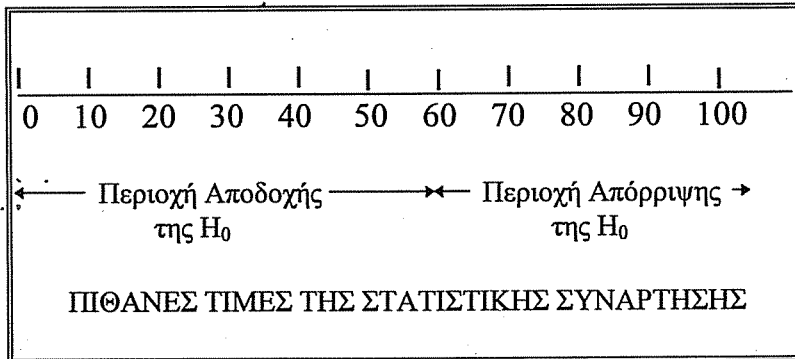 0 10 20 30 40 50 60 70 80 90 100
Περιοχή Αποδοχής Περιοχή Απόρριψης
της H₀ της H₀
ΠΙΘΑΝΕΣ ΤΙΜΕΣ ΤΗΣ ΣΤΑΤΙΣΤΙΚΗΣ ΣΥΝΑΡΤΗΣΗΣ